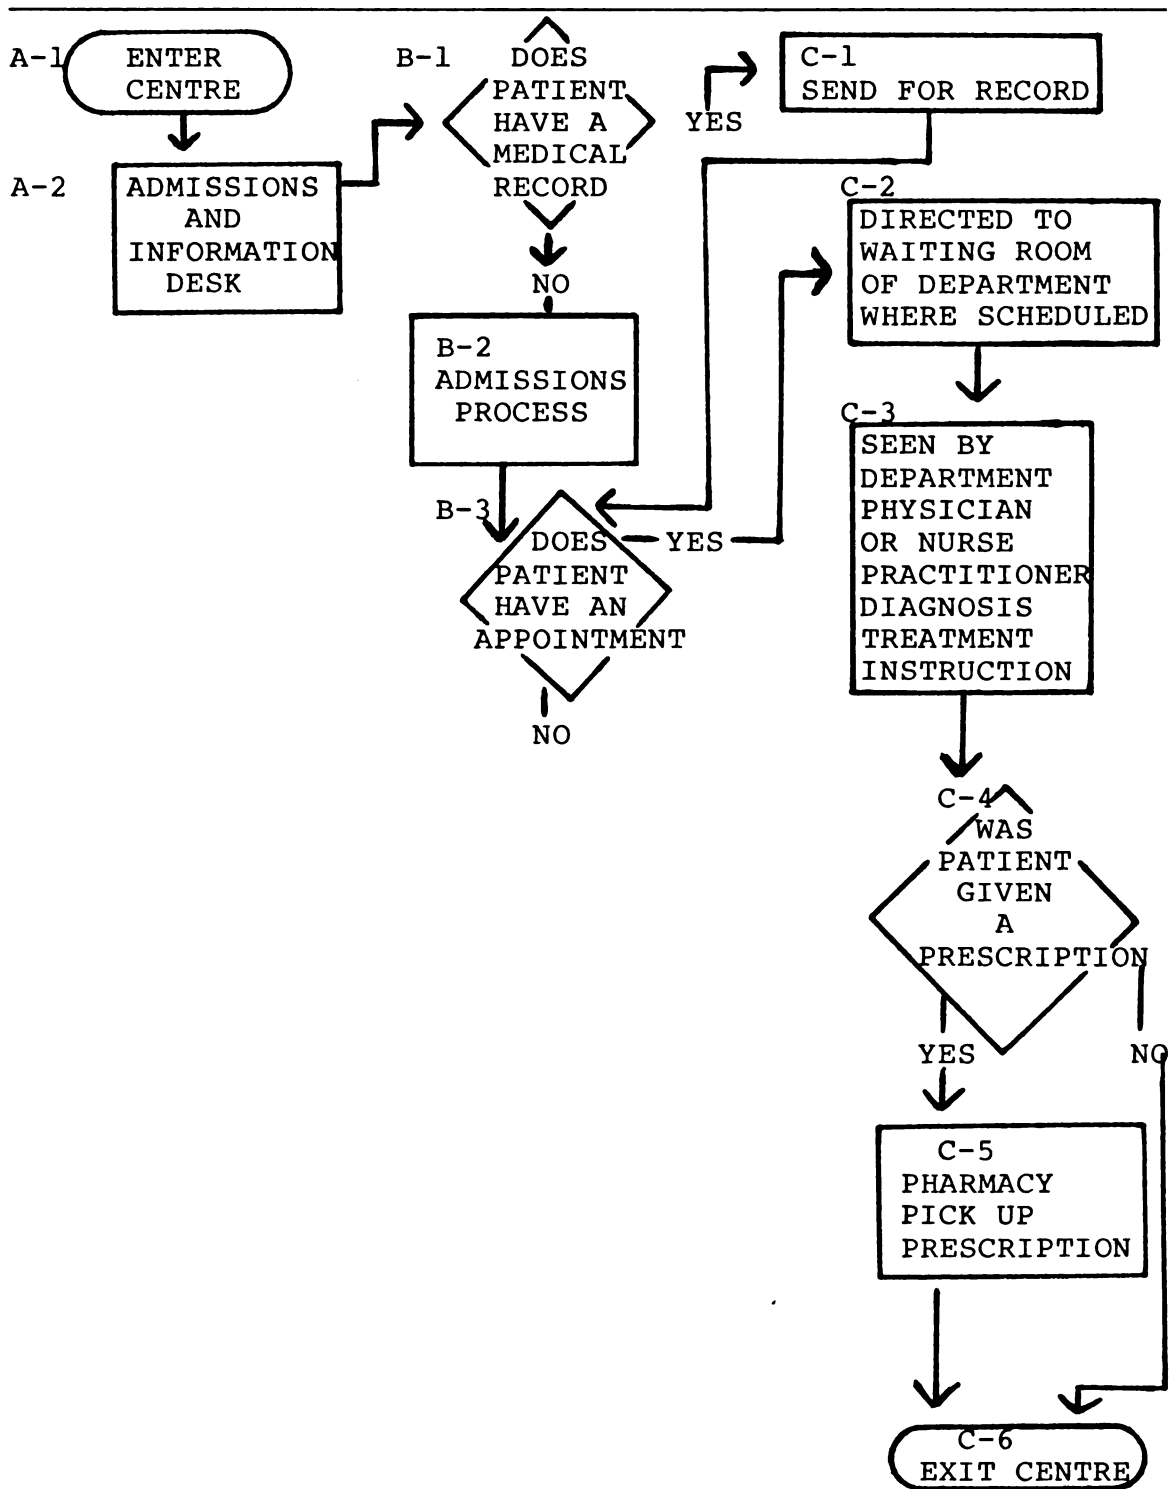 A-1
ENTER
CENTRE
A-2
ADMISSIONS
AND
INFORMATION
DESK
B-1
DOES
PATIENT
HAVE A
MEDICAL
RECORD
YES
NO
B-2
ADMISSIONS
PROCESS
B-3
DOES
PATIENT
HAVE AN
APPOINTMENT
YES
NO
C-1
SEND FOR RECORD
C-2
DIRECTED TO
WAITING ROOM
OF DEPARTMENT
WHERE SCHEDULED
C-3
SEEN BY
DEPARTMENT
PHYSICIAN
OR NURSE
PRACTITIONER
DIAGNOSIS
TREATMENT
INSTRUCTION
C-4
WAS
PATIENT
GIVEN
A
PRESCRIPTION
YES
NO
C-5
PHARMACY
PICK UP
PRESCRIPTION
C-6
EXIT CENTRE